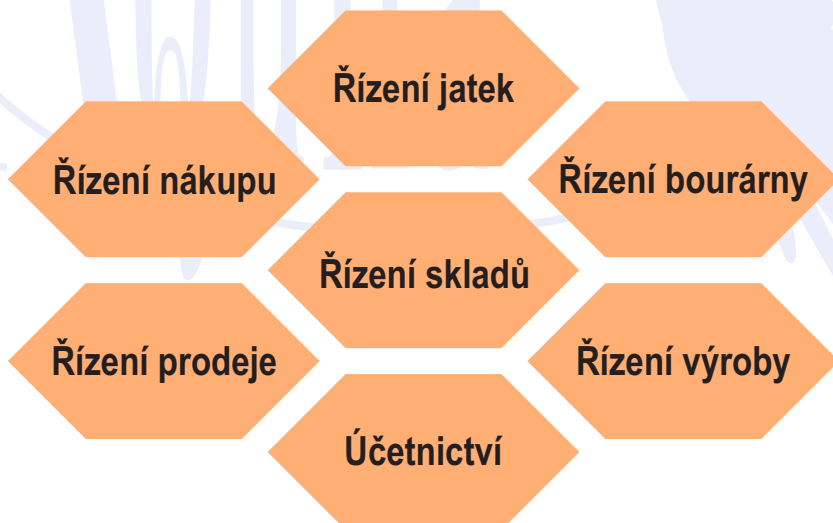 Řízení jatek
Řízení nákupu
Řízení bourárny
Řízení skladů
Řízení prodeje
Řízení výroby
Účetnictví